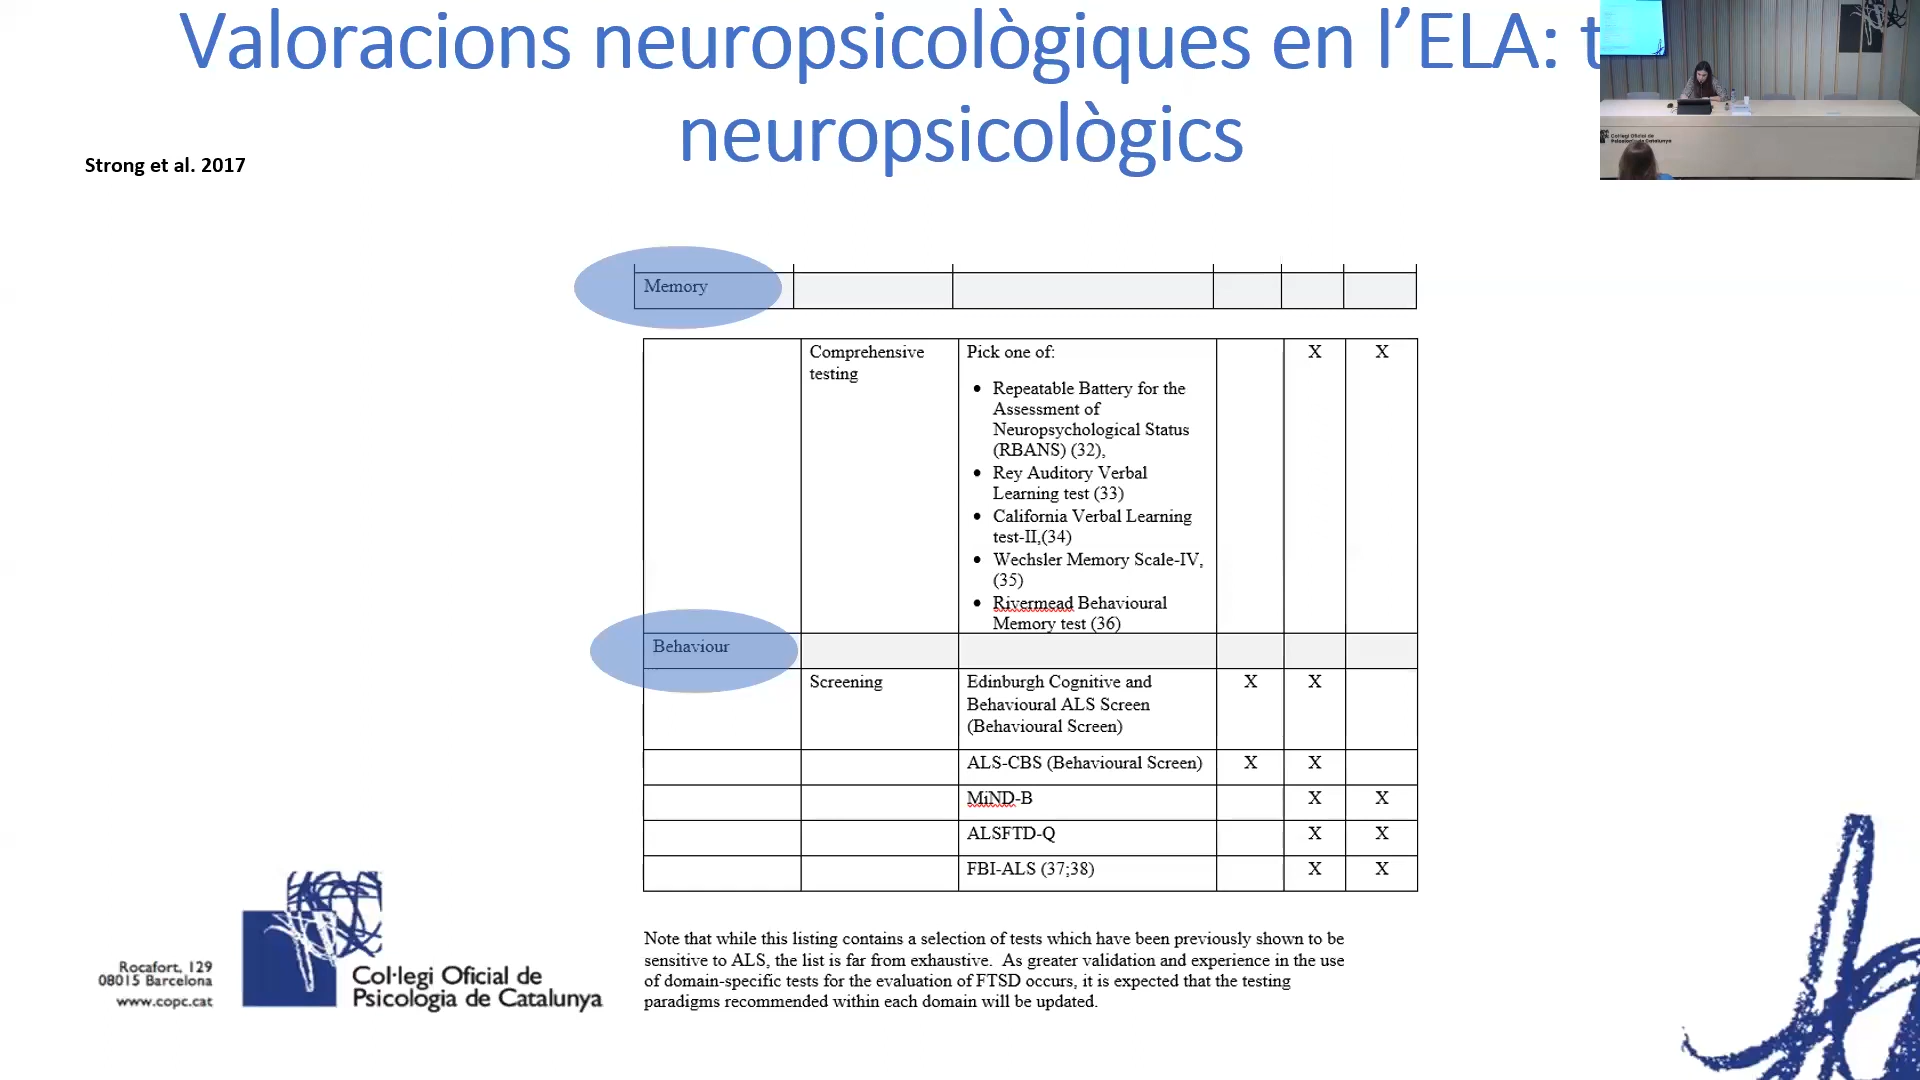 Valoracions neuropsicològiques en l’ELA: t
neuropsicològics
Strong et al. 2017
Col·legi Oficial de
Psicologia de Catalunya
Memory
Comprehensive
testing
Pick one of:
X
X
• Repeatable Battery for the
Assessment of
Neuropsychological Status
(RBANS) (32),
• Rey Auditory Verbal
Learning test (33)
• California Verbal Learning
test-II,(34)
• Wechsler Memory Scale-IV,
(35)
• Rivermead Behavioural
Memory test (36)
Behaviour
Screening
Edinburgh Cognitive and
Behavioural ALS Screen
(Behavioural Screen)
X
X
ALS-CBS (Behavioural Screen)
X
X
MiND-B
X
X
ALSFTD-Q
X
X
FBI-ALS (37;38)
X
X
Note that while this listing contains a selection of tests which have been previously shown to be
sensitive to ALS, the list is far from exhaustive. As greater validation and experience in the use
of domain-specific tests for the evaluation of FTSD occurs, it is expected that the testing
paradigms recommended within each domain will be updated.
Rocafort, 129
08015 Barcelona
www.copc.cat
Col·legi Oficial de
Psicologia de Catalunya